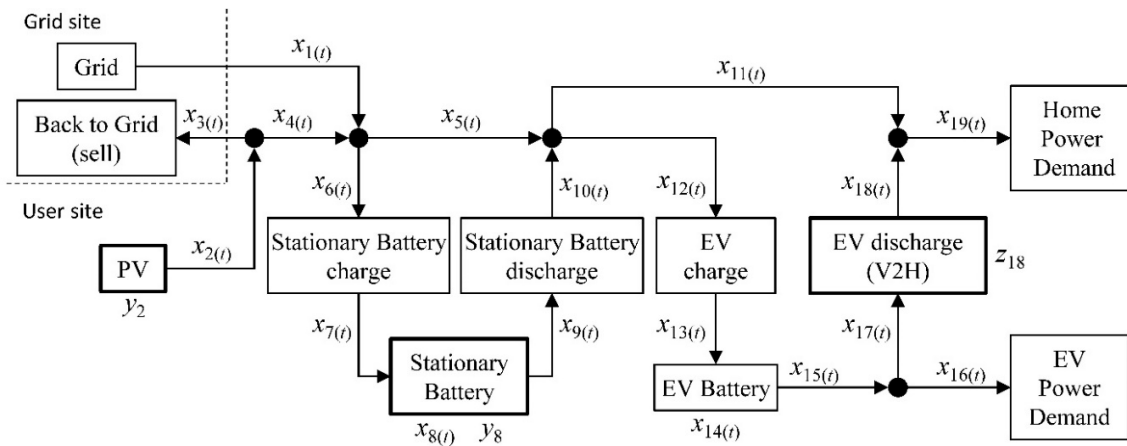 Grid site
Grid
x1(t)
x11(t)
Back to Grid
(sell)
x3(t)
x4(t)
x5(t)
x19(t)
Home
Power
Demand
User site
x6(t)
x10(t)
x12(t)
x18(t)
PV
y2
x2(t)
Stationary Battery
charge
Stationary Battery
discharge
EV
charge
EV discharge
(V2H)
z18
x7(t)
x9(t)
x13(t)
x17(t)
Stationary
Battery
x8(t)
y8
EV Battery
x14(t)
x15(t)
x16(t)
EV
Power
Demand